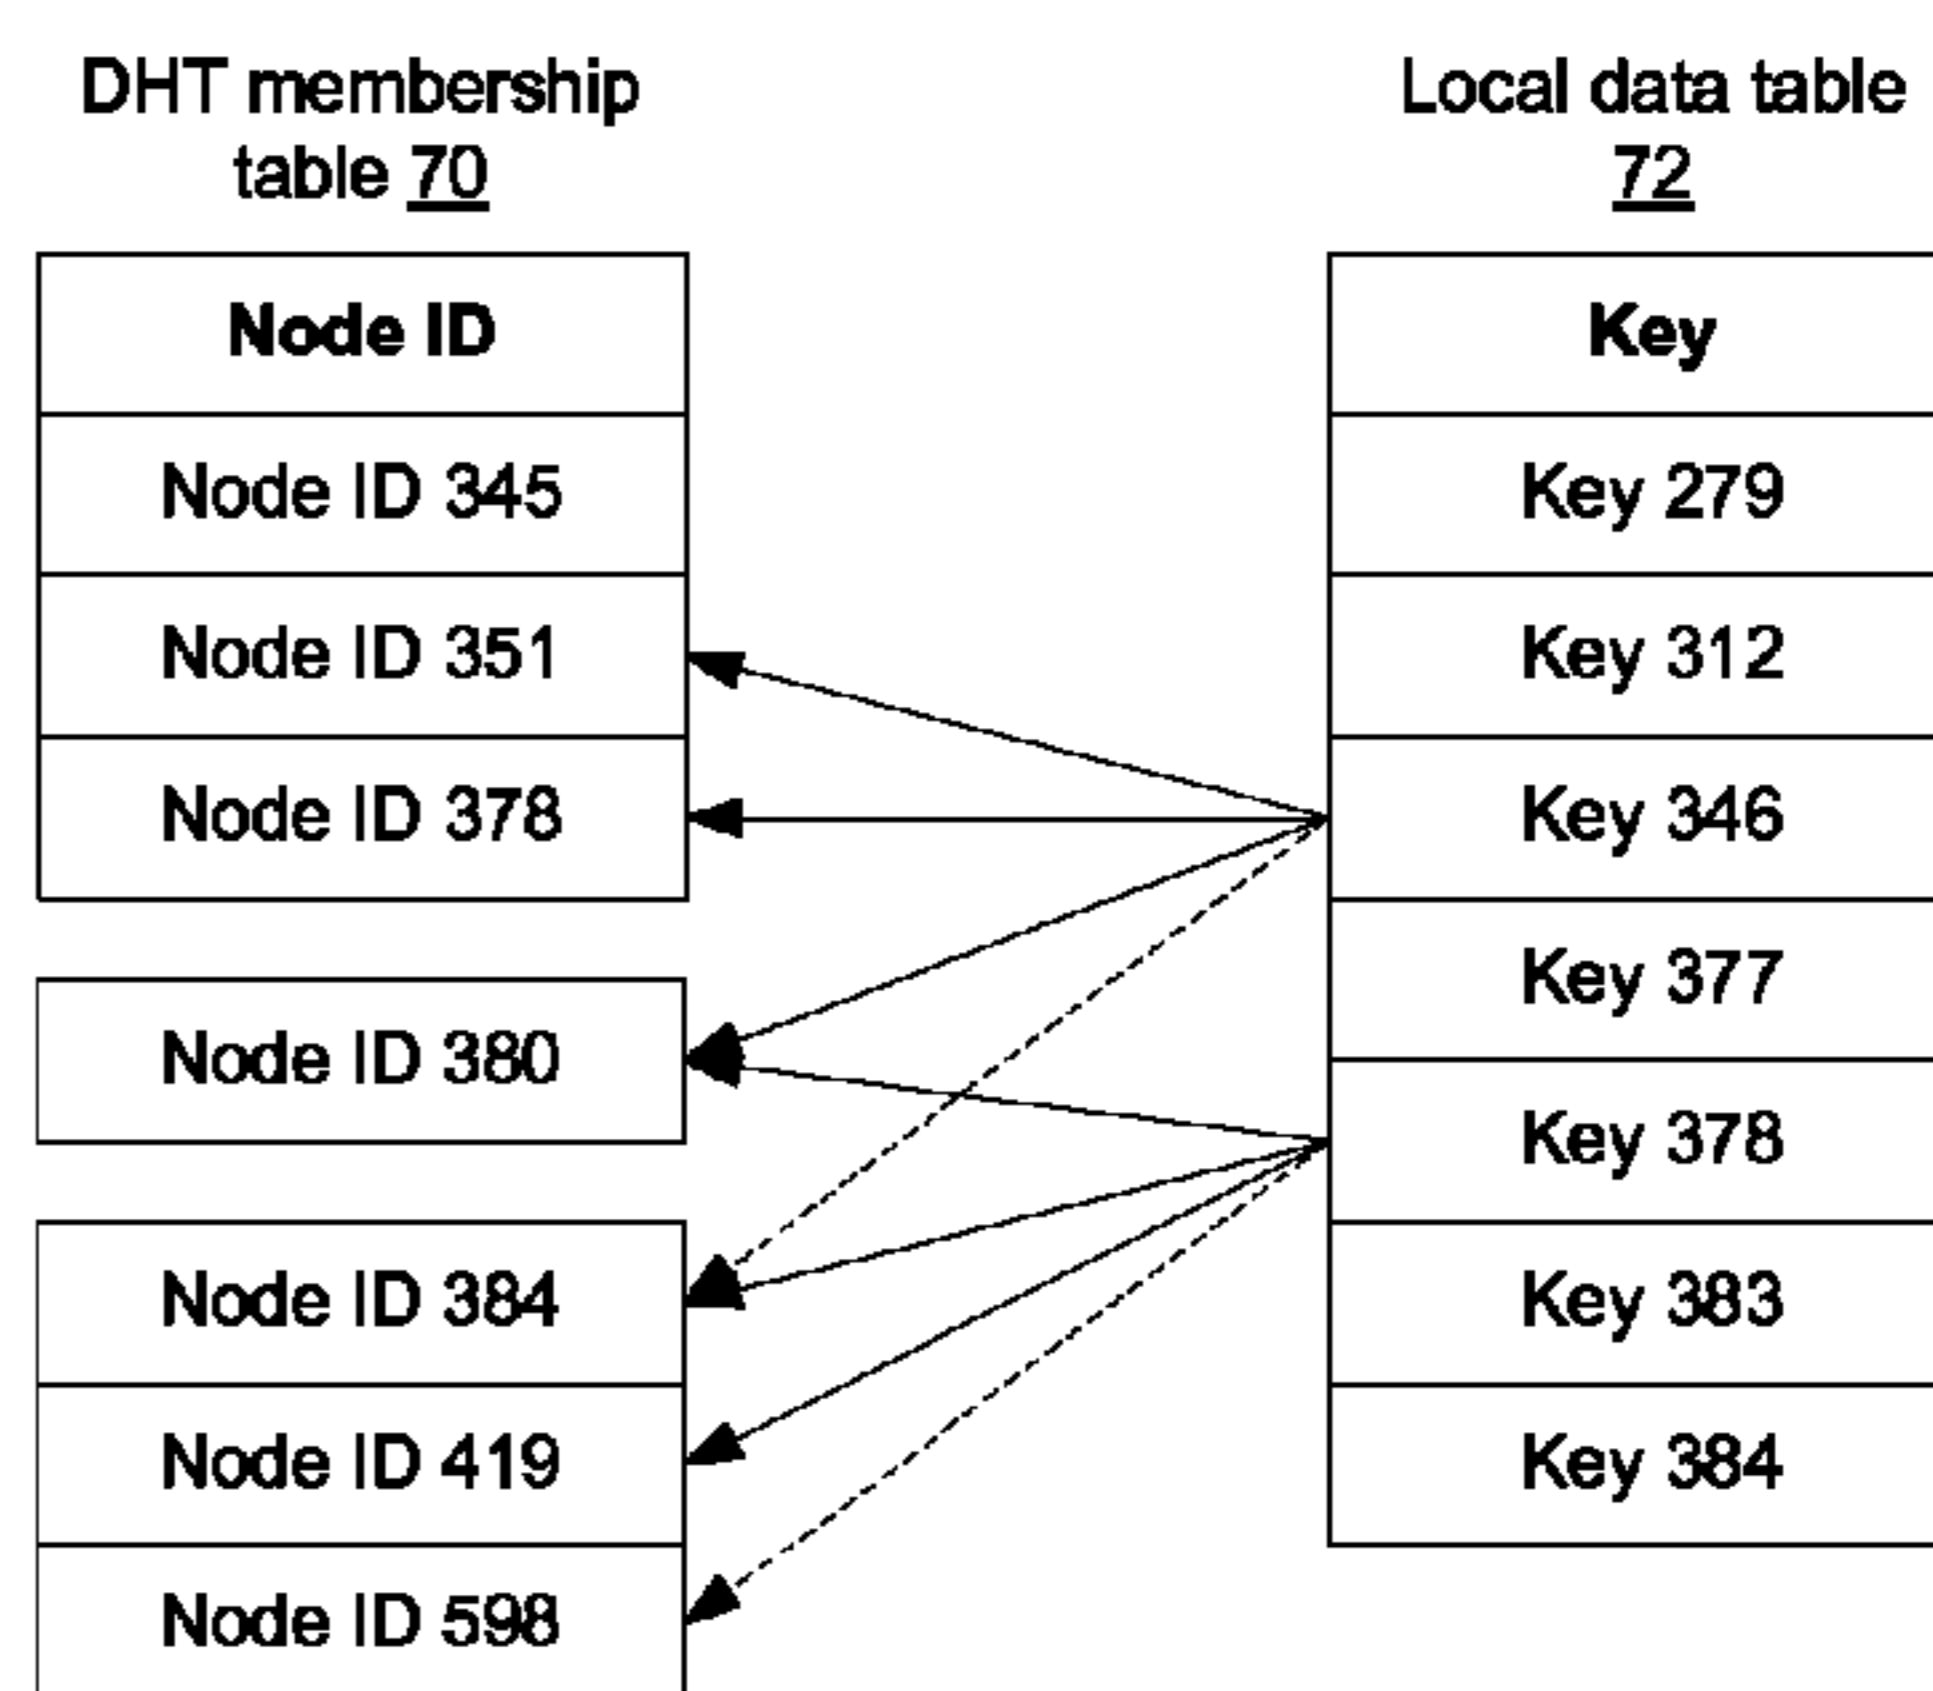 DHT membership
table 70
Node ID
Node ID 345
Node ID 351
Node ID 378
Node ID 380
Node ID 384
Node ID 419
Node ID 598
Local data table
72
Key
Key 279
Key 312
Key 346
Key 377
Key 378
Key 383
Key 384